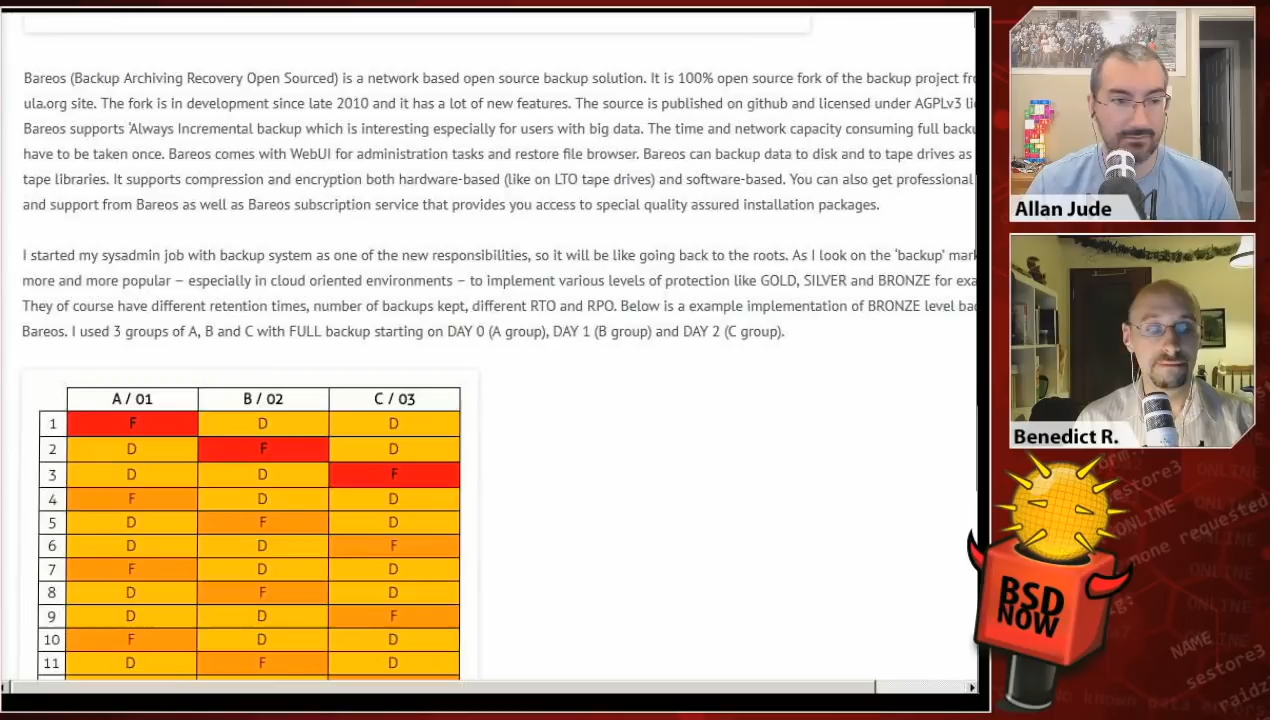 Bareos (Backup Archiving Recovery Open Sourced) is a network based open source backup solution. It is 100% open source fork of the backup project
ula.org site. The fork is in development since late 2010 and it has a lot of new features. The source is published on github and licensed under AGPLv3
Bareos supports ‘Always Incremental backup which is interesting especially for users with big data. The time and network capacity consuming full
have to be taken once. Bareos comes with WebUI for administration tasks and restore file browser. Bareos can backup data to disk and to tape drives as
tape libraries. It supports compression and encryption both hardware-based (like on LTO tape drives) and software-based. You can also get professional
and support from Bareos as well as Bareos subscription service that provides you access to special quality assured installation packages.
I started my sysadmin job with backup system as one of the new responsibilities, so it will be like going back to the roots. As I look on the ‘backup’
more and more popular – especially in cloud oriented environments – to implement various levels of protection like GOLD, SILVER and BRONZE for
They of course have different retention times, number of backups kept, different RTO and RPO. Below is a example implementation of BRONZE level
Bareos. I used 3 groups of A, B and C with FULL backup starting on DAY 0 (A group), DAY 1 (B group) and DAY 2 (C group).
A / 01 B / 02 C / 03
1 F D D
2 D F D
3 D D F
4 F D D
5 D F D
6 D D F
7 F D D
8 D F D
9 D D F
10 F D D
11 D F D
Allan Jude
Benedict R.
BSD
NOW
sestore3
ONLINE
ONLINE
none requested
ONLINE
ONLINE
NAME
sestore3
raidz